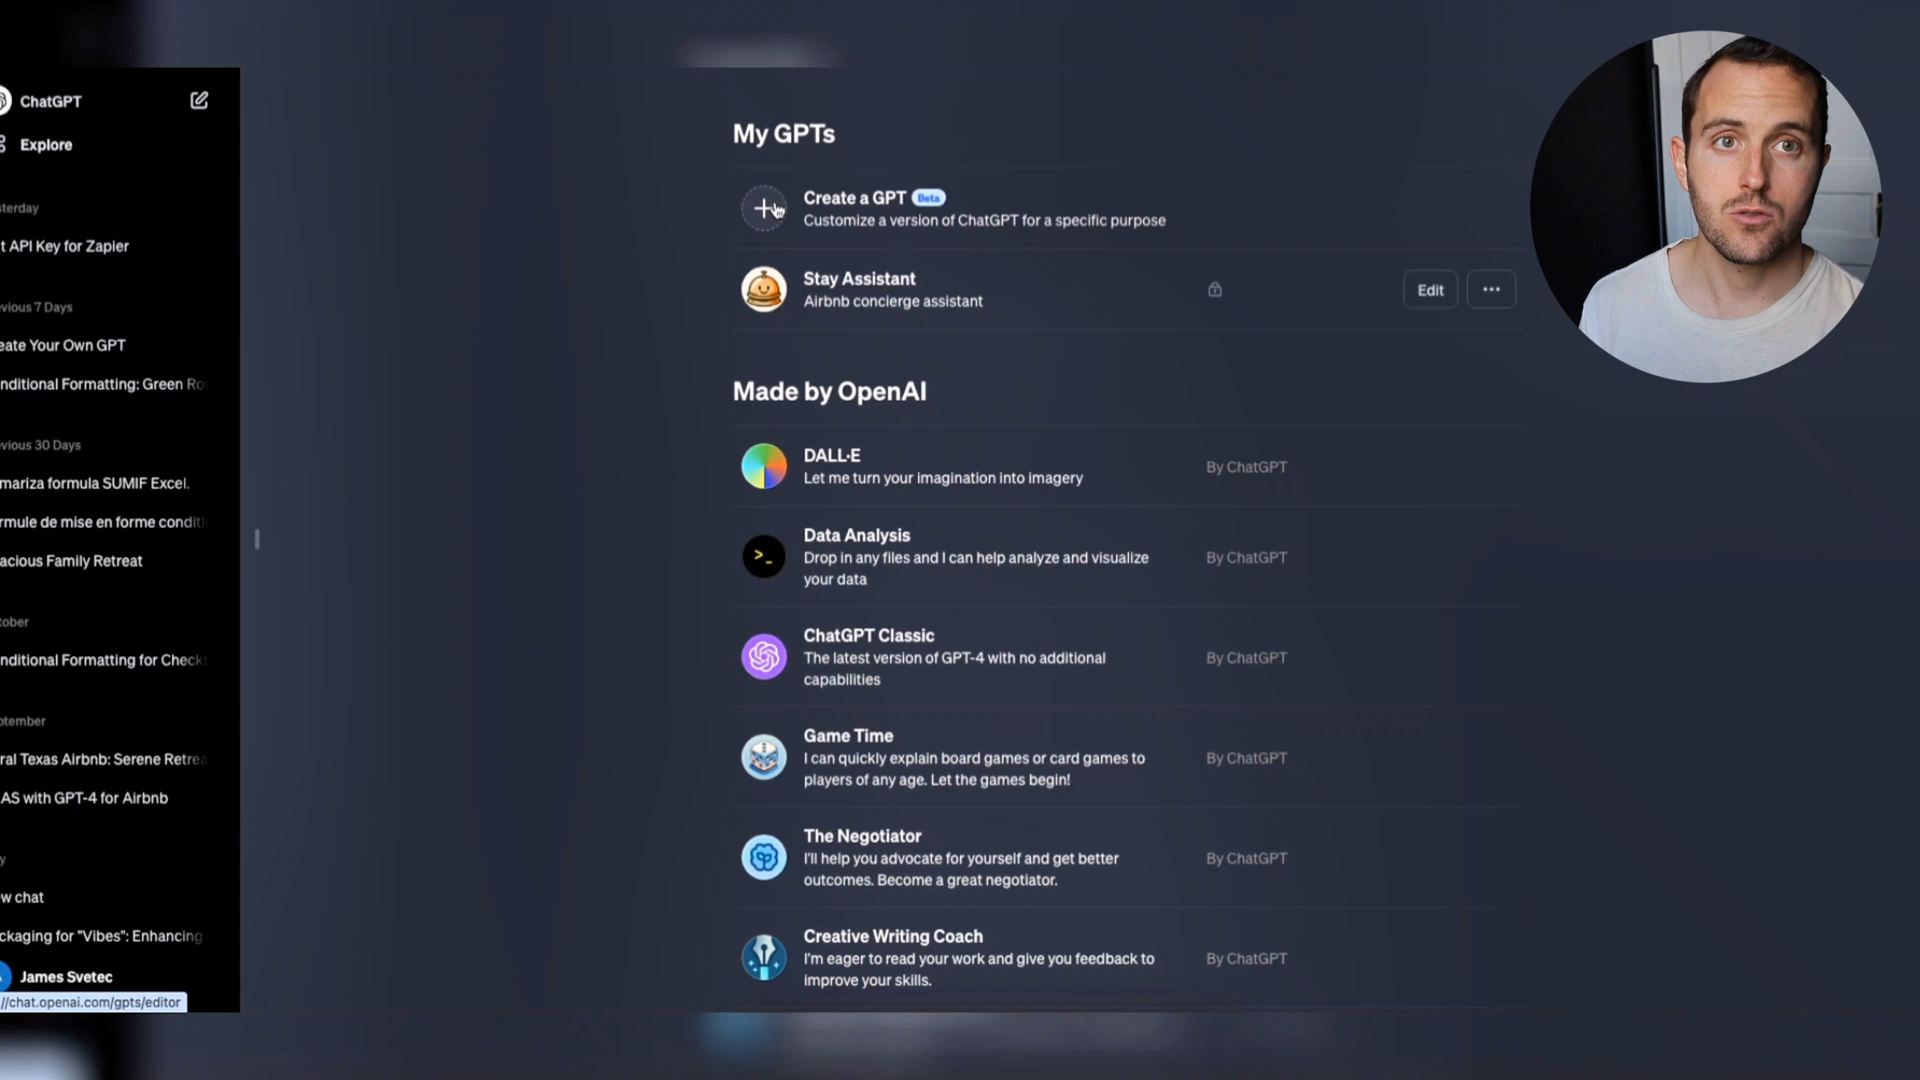 ChatGPT
Explore
sterday
t API Key for Zapier
vious 7 Days
eate Your Own GPT
nditional Formatting: Green Ro
vious 30 Days
mariza formula SUMIF Excel.
rmule de mise en forme conditi
acious Family Retreat
tober
nditional Formatting for Check
ptember
ral Texas Airbnb: Serene Retrea
AS with GPT-4 for Airbnb
y
w chat
ckaging for "Vibes": Enhancing
James Svetec
//chat.openai.com/gpts/editor
My GPTs
Create a GPT Beta
Customize a version of ChatGPT for a specific purpose
Stay Assistant
Airbnb concierge assistant
Edit
Made by OpenAI
DALL·E
Let me turn your imagination into imagery
By ChatGPT
Data Analysis
Drop in any files and I can help analyze and visualize
your data
By ChatGPT
ChatGPT Classic
The latest version of GPT-4 with no additional
capabilities
By ChatGPT
Game Time
I can quickly explain board games or card games to
players of any age. Let the games begin!
By ChatGPT
The Negotiator
I'll help you advocate for yourself and get better
outcomes. Become a great negotiator.
By ChatGPT
Creative Writing Coach
I'm eager to read your work and give you feedback to
improve your skills.
By ChatGPT